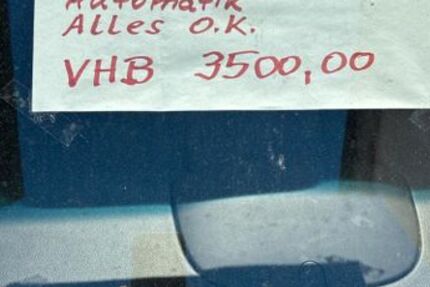 Automatik
Alles O.K.
VHB 3500,00